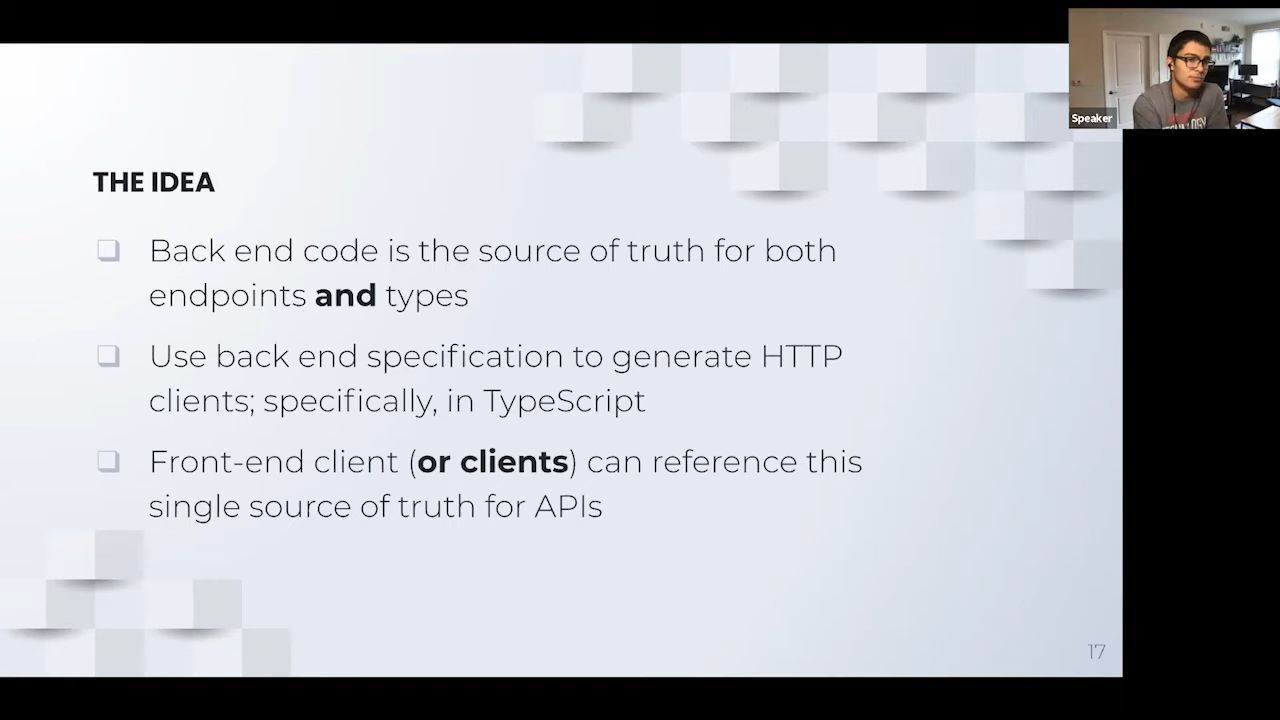 Speaker
THE IDEA
Back end code is the source of truth for both
endpoints and types
Use back end specification to generate HTTP
clients; specifically, in TypeScript
Front-end client (or clients) can reference this
single source of truth for APIs
17